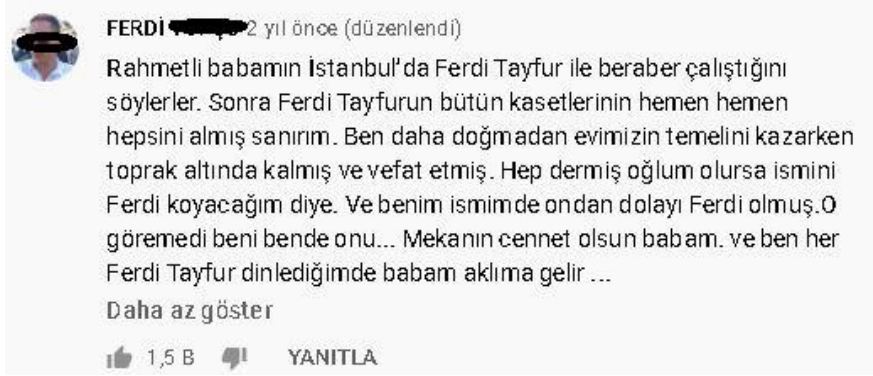 FERDİ 2 yıl önce (düzenlendi)
Rahmetli babamın İstanbul'da Ferdi Tayfur ile beraber çalıştığını
söylerler. Sonra Ferdi Tayfurun bütün kasetlerinin hemen hemen
hepsini almış sanırım. Ben daha doğmadan evimizin temelini kazarken
toprak altında kalmış ve vefat etmiş. Hep dermiş oğlum olursa ismini
Ferdi koyacağım diye. Ve benim ismimde ondan dolayı Ferdi olmuş.O
göremedi beni bende onu... Mekanın cennet olsun babam. ve ben her
Ferdi Tayfur dinlediğimde babam aklıma gelir ...
Daha az göster
1,5 B YANITLA